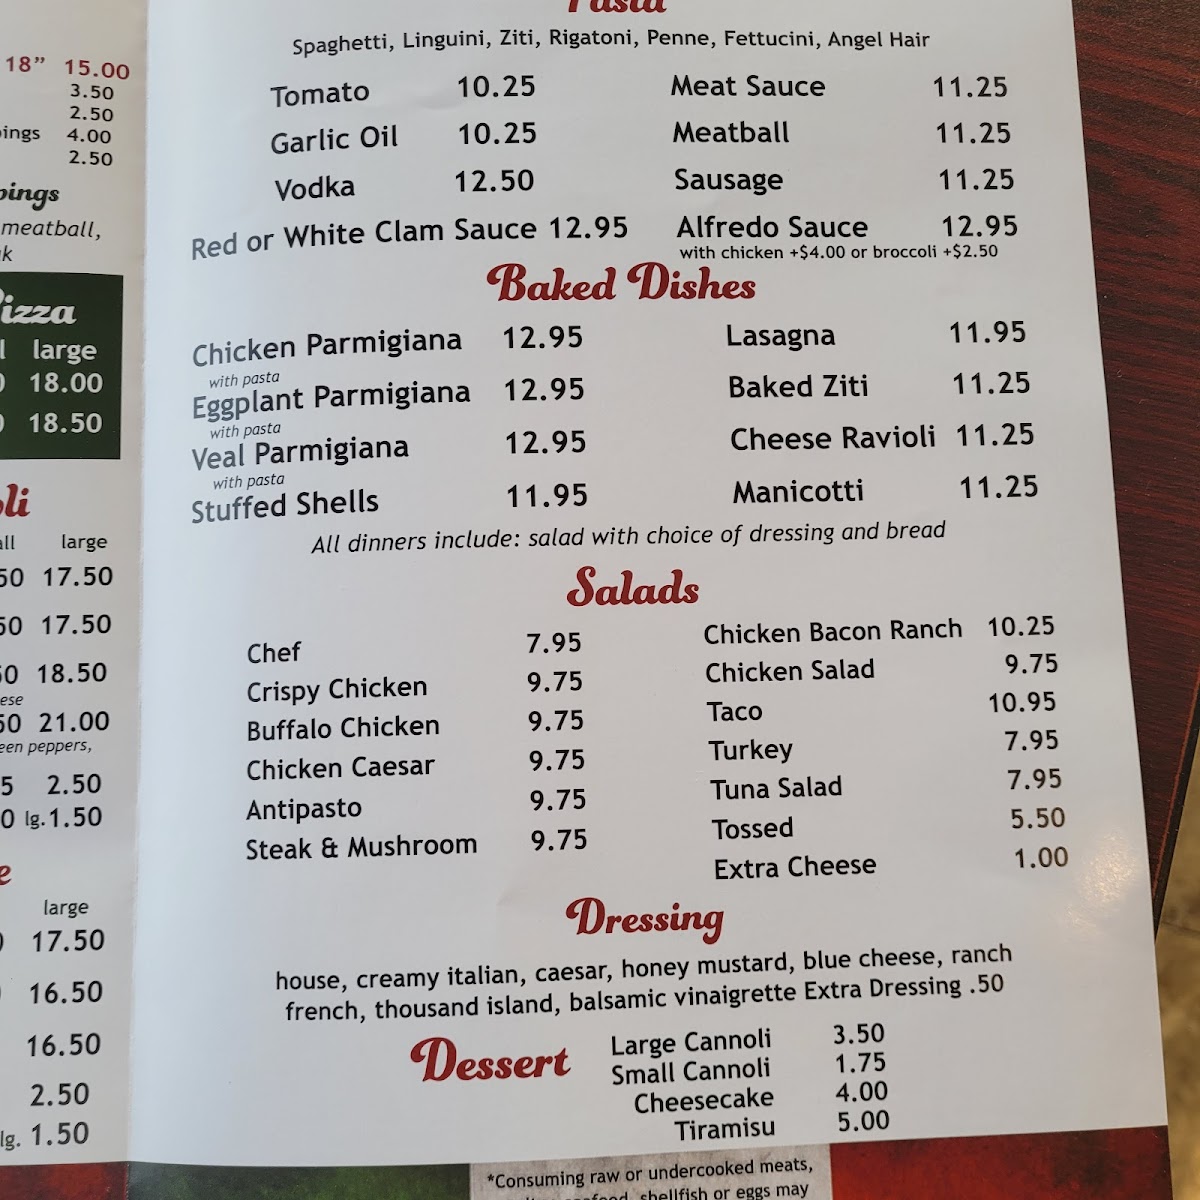 18" 15.00
3.50
2.50
4.00
2.50
meatball,
large
18.00
18.50
large
17.50
17.50
18.50
21.00
een peppers,
2.50
lg. 1.50
large
17.50
16.50
16.50
2.50
lg. 1.50
Pasta
Spaghetti, Linguini, Ziti, Rigatoni, Penne, Fettucini, Angel Hair
Tomato 10.25
Garlic Oil 10.25
Vodka 12.50
Red or White Clam Sauce 12.95
Meat Sauce 11.25
Meatball 11.25
Sausage 11.25
Alfredo Sauce 12.95
with chicken +$4.00 or broccoli +$2.50
Baked Dishes
Chicken Parmigiana 12.95
with pasta
Eggplant Parmigiana 12.95
with pasta
Veal Parmigiana 12.95
with pasta
Stuffed Shells 11.95
Lasagna 11.95
Baked Ziti 11.25
Cheese Ravioli 11.25
Manicotti 11.25
All dinners include: salad with choice of dressing and bread
Salads
Chef 7.95
Crispy Chicken 9.75
Buffalo Chicken 9.75
Chicken Caesar 9.75
Antipasto 9.75
Steak & Mushroom 9.75
Chicken Bacon Ranch 10.25
Chicken Salad 9.75
Taco 10.95
Turkey 7.95
Tuna Salad 7.95
Tossed 5.50
Extra Cheese 1.00
Dressing
house, creamy italian, caesar, honey mustard, blue cheese, ranch
french, thousand island, balsamic vinaigrette Extra Dressing .50
Dessert
Large Cannoli 3.50
Small Cannoli 1.75
Cheesecake 4.00
Tiramisu 5.00
*Consuming raw or undercooked meats,
shellfish or eggs may